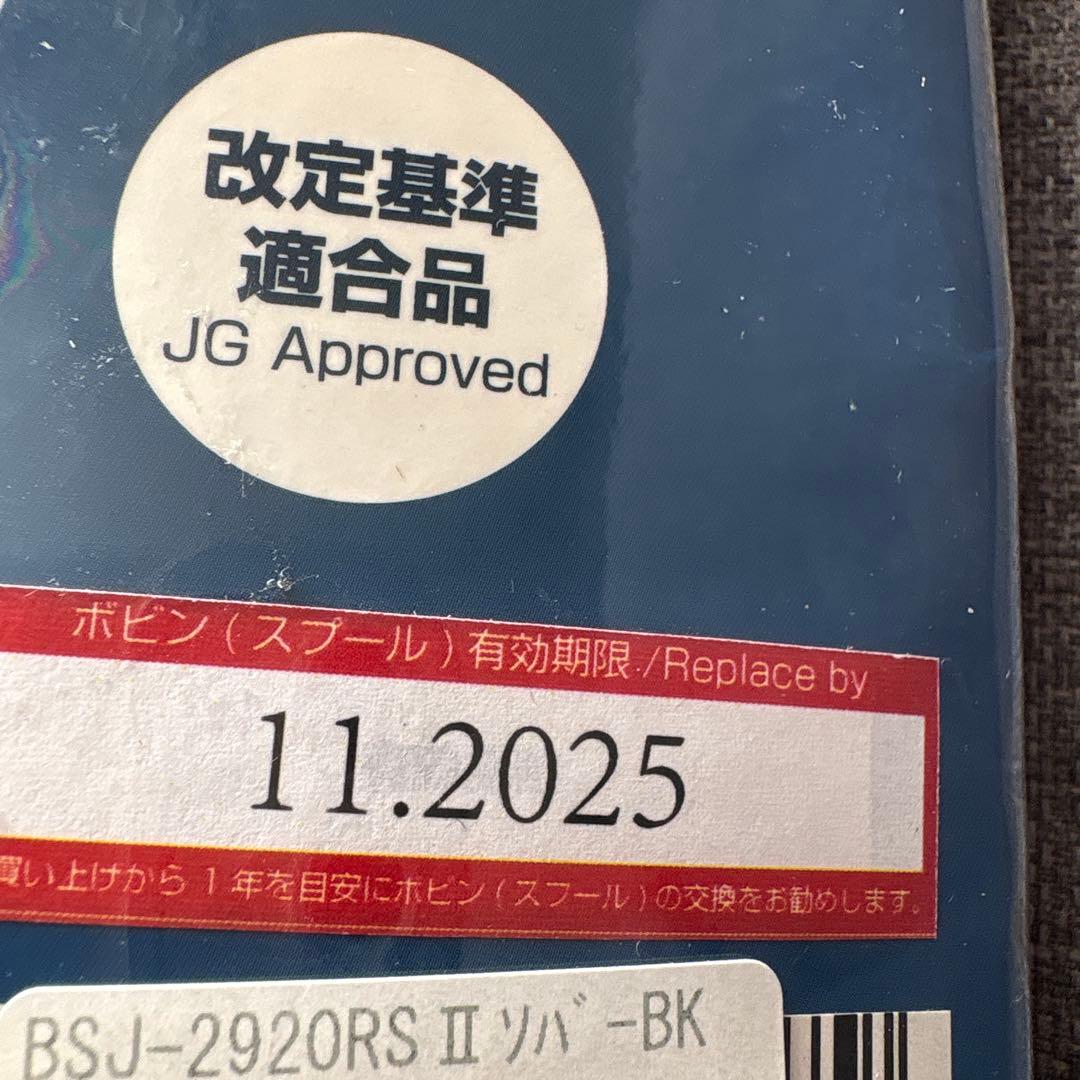 改定基準
適合品
JG Approved
ボビン(スプール)有効期限/Replace by
11.2025
買い上げから1年を目安にボビン(スプール)の交換をお勧めします。
BSJ-2920RSⅡソバー-BK